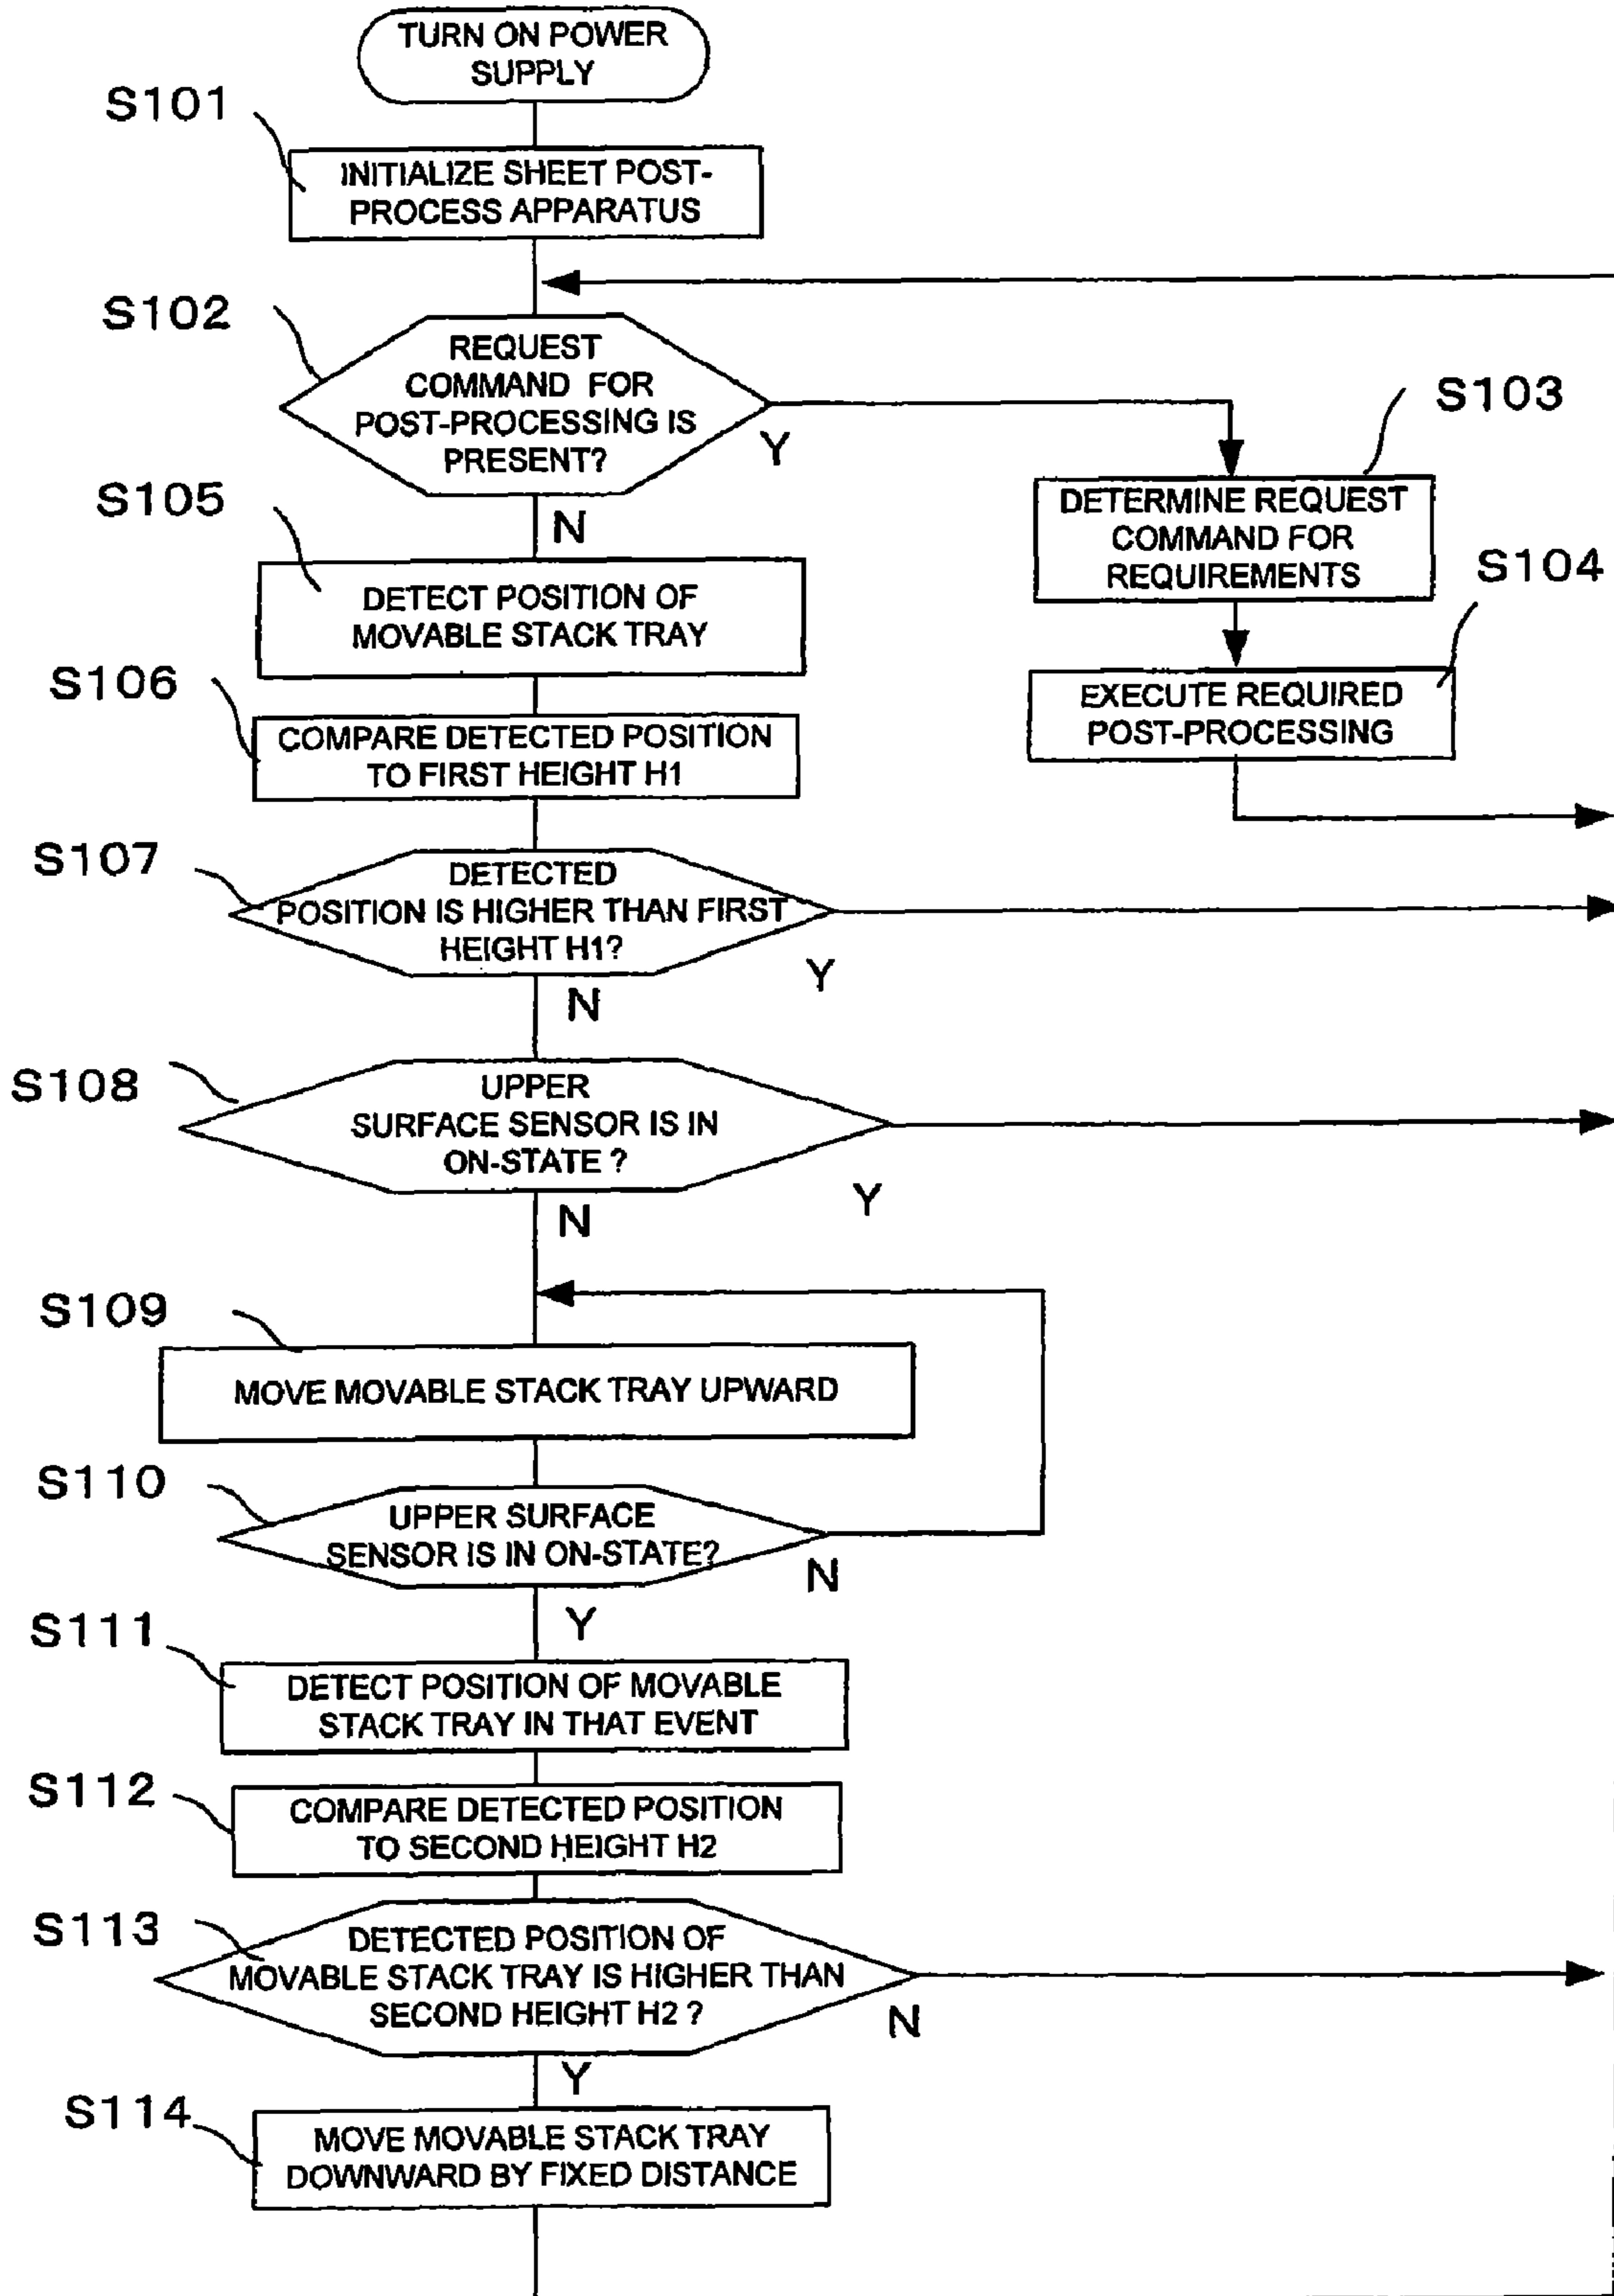 TURN ON POWER
SUPPLY
S101
INITIALIZE SHEET POST-
PROCESS APPARATUS
S102
REQUEST
COMMAND FOR
POST-PROCESSING IS
PRESENT?
Y
N
S103
DETERMINE REQUEST
COMMAND FOR
REQUIREMENTS
S104
EXECUTE REQUIRED
POST-PROCESSING
S105
DETECT POSITION OF
MOVABLE STACK TRAY
S106
COMPARE DETECTED POSITION
TO FIRST HEIGHT H1
S107
DETECTED
POSITION IS HIGHER THAN FIRST
HEIGHT H1?
Y
N
S108
UPPER
SURFACE SENSOR IS IN
ON-STATE ?
Y
N
S109
MOVE MOVABLE STACK TRAY UPWARD
S110
UPPER SURFACE
SENSOR IS IN ON-STATE?
N
Y
S111
DETECT POSITION OF MOVABLE
STACK TRAY IN THAT EVENT
S112
COMPARE DETECTED POSITION
TO SECOND HEIGHT H2
S113
DETECTED POSITION OF
MOVABLE STACK TRAY IS HIGHER THAN
SECOND HEIGHT H2 ?
N
Y
S114
MOVE MOVABLE STACK TRAY
DOWNWARD BY FIXED DISTANCE